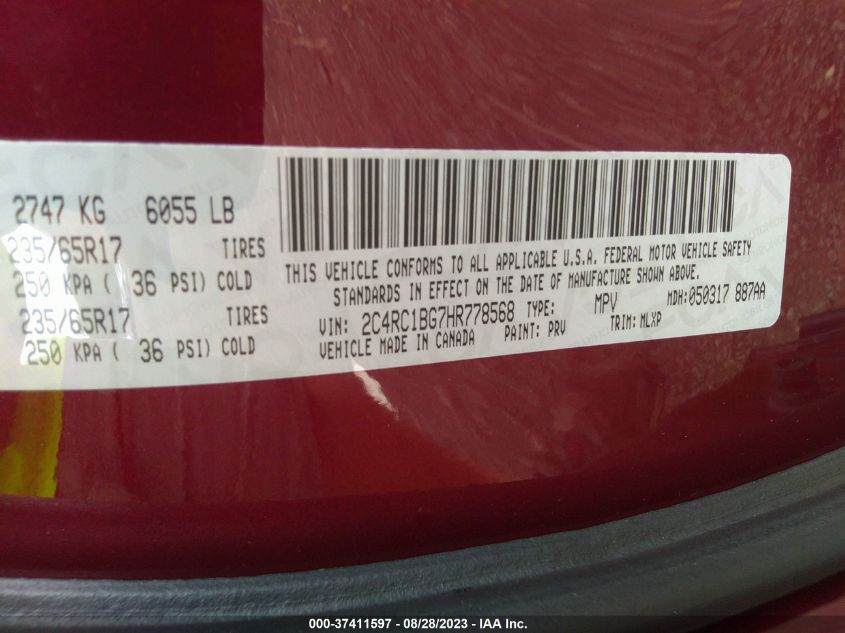 2747 KG 6055 LB
235/65R17 TIRES
250 KPA ( 36 PSI) COLD
235/65R17 TIRES
250 KPA ( 36 PSI) COLD
THIS VEHICLE CONFORMS TO ALL APPLICABLE U.S.A. FEDERAL MOTOR VEHICLE SAFETY
STANDARDS IN EFFECT ON THE DATE OF MANUFACTURE SHOWN ABOVE.
VIN: 2C4RC1BG7HR778568 TYPE: MPV MDH:050317 887AA
VEHICLE MADE IN CANADA PAINT: PRV TRIM: MLXP
000-37411597 - 08/28/2023 - IAA Inc.